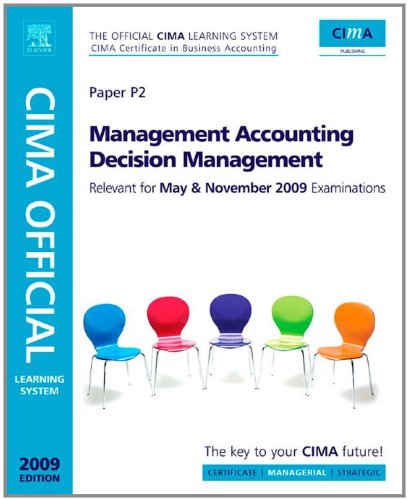 ELSEVIER
THE OFFICIAL CIMA LEARNING SYSTEM
CIMA Certificate in Business Accounting
CIMA
PUBLISHING
Paper P2
Management Accounting
Decision Management
Relevant for May & November 2009 Examinations
CIMA OFFICIAL
LEARNING
SYSTEM
2009
EDITION
The key to your CIMA future!
CERTIFICATE | MANAGERIAL | STRATEGIC